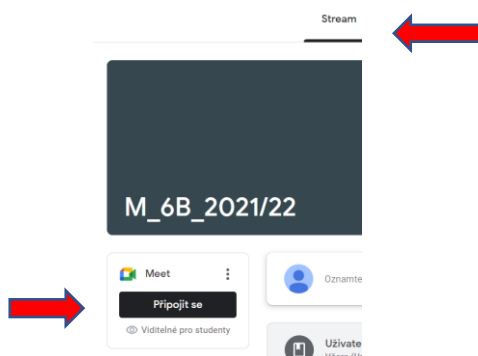 Stream
M_6B_2021/22
Meet
Připojit se
Viditelné pro studenty
Oznamte
Uživate